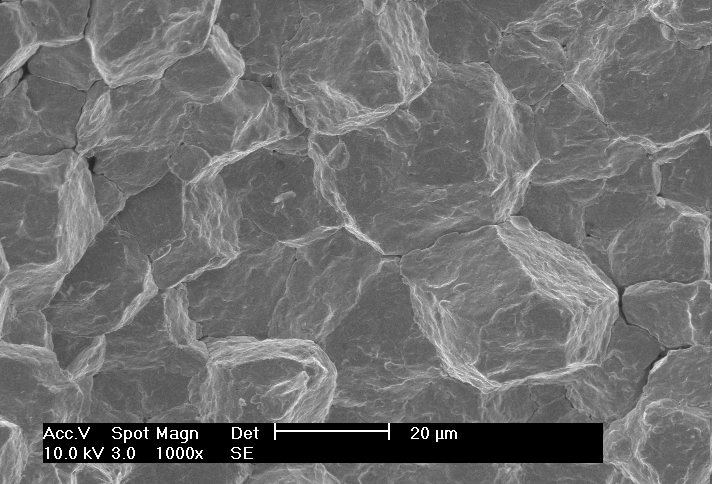 Acc.V Spot Magn Det 20 µm
10.0 kV 3.0 1000x SE